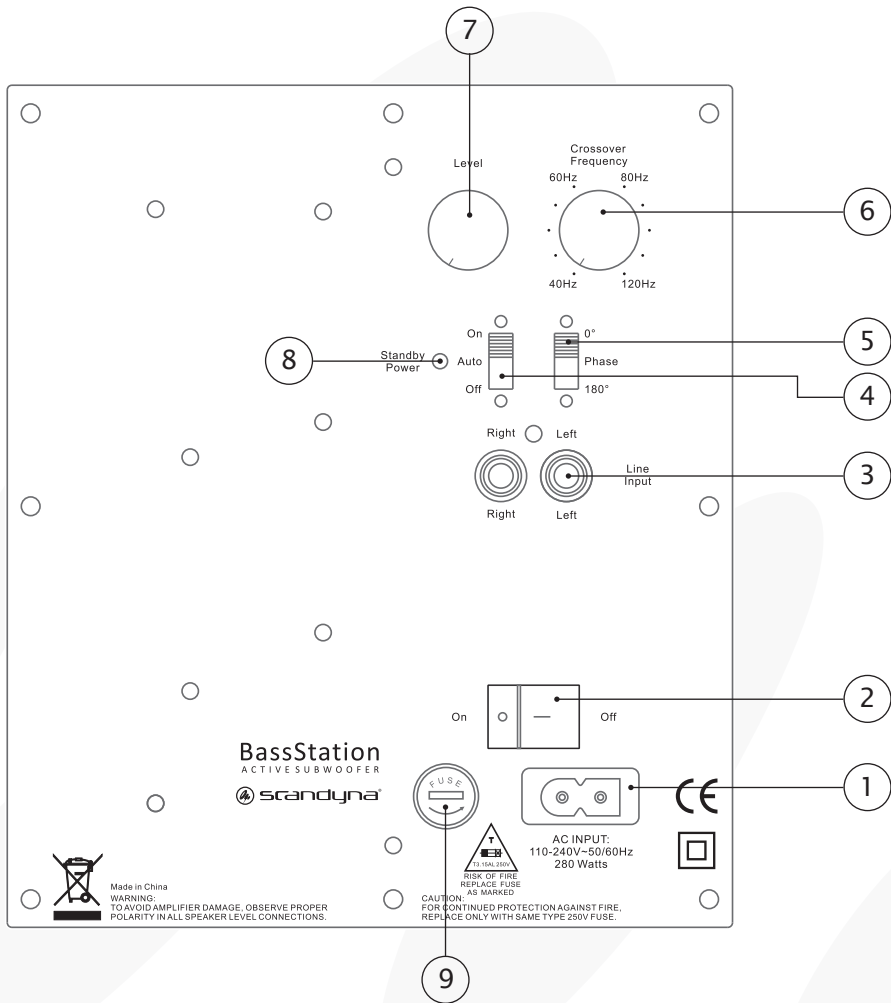 7
Level
Crossover
Frequency
60Hz
80Hz
6
40Hz
120Hz
On
0°
5
8
Standby
Power
Auto
Phase
Off
180°
4
Right
Left
Line
Input
3
Right
Left
2
On
Off
BassStation
ACTIVE SUBWOOFER
scandyna®
FUSE
1
CE
T
T3.15AL 250V
RISK OF FIRE
REPLACE FUSE
AS MARKED
AC INPUT:
110-240V~50/60Hz
280 Watts
Made in China
WARNING:
TO AVOID AMPLIFIER DAMAGE, OBSERVE PROPER
POLARITY IN ALL SPEAKER LEVEL CONNECTIONS.
CAUTION:
FOR CONTINUED PROTECTION AGAINST FIRE,
REPLACE ONLY WITH SAME TYPE 250V FUSE.
9